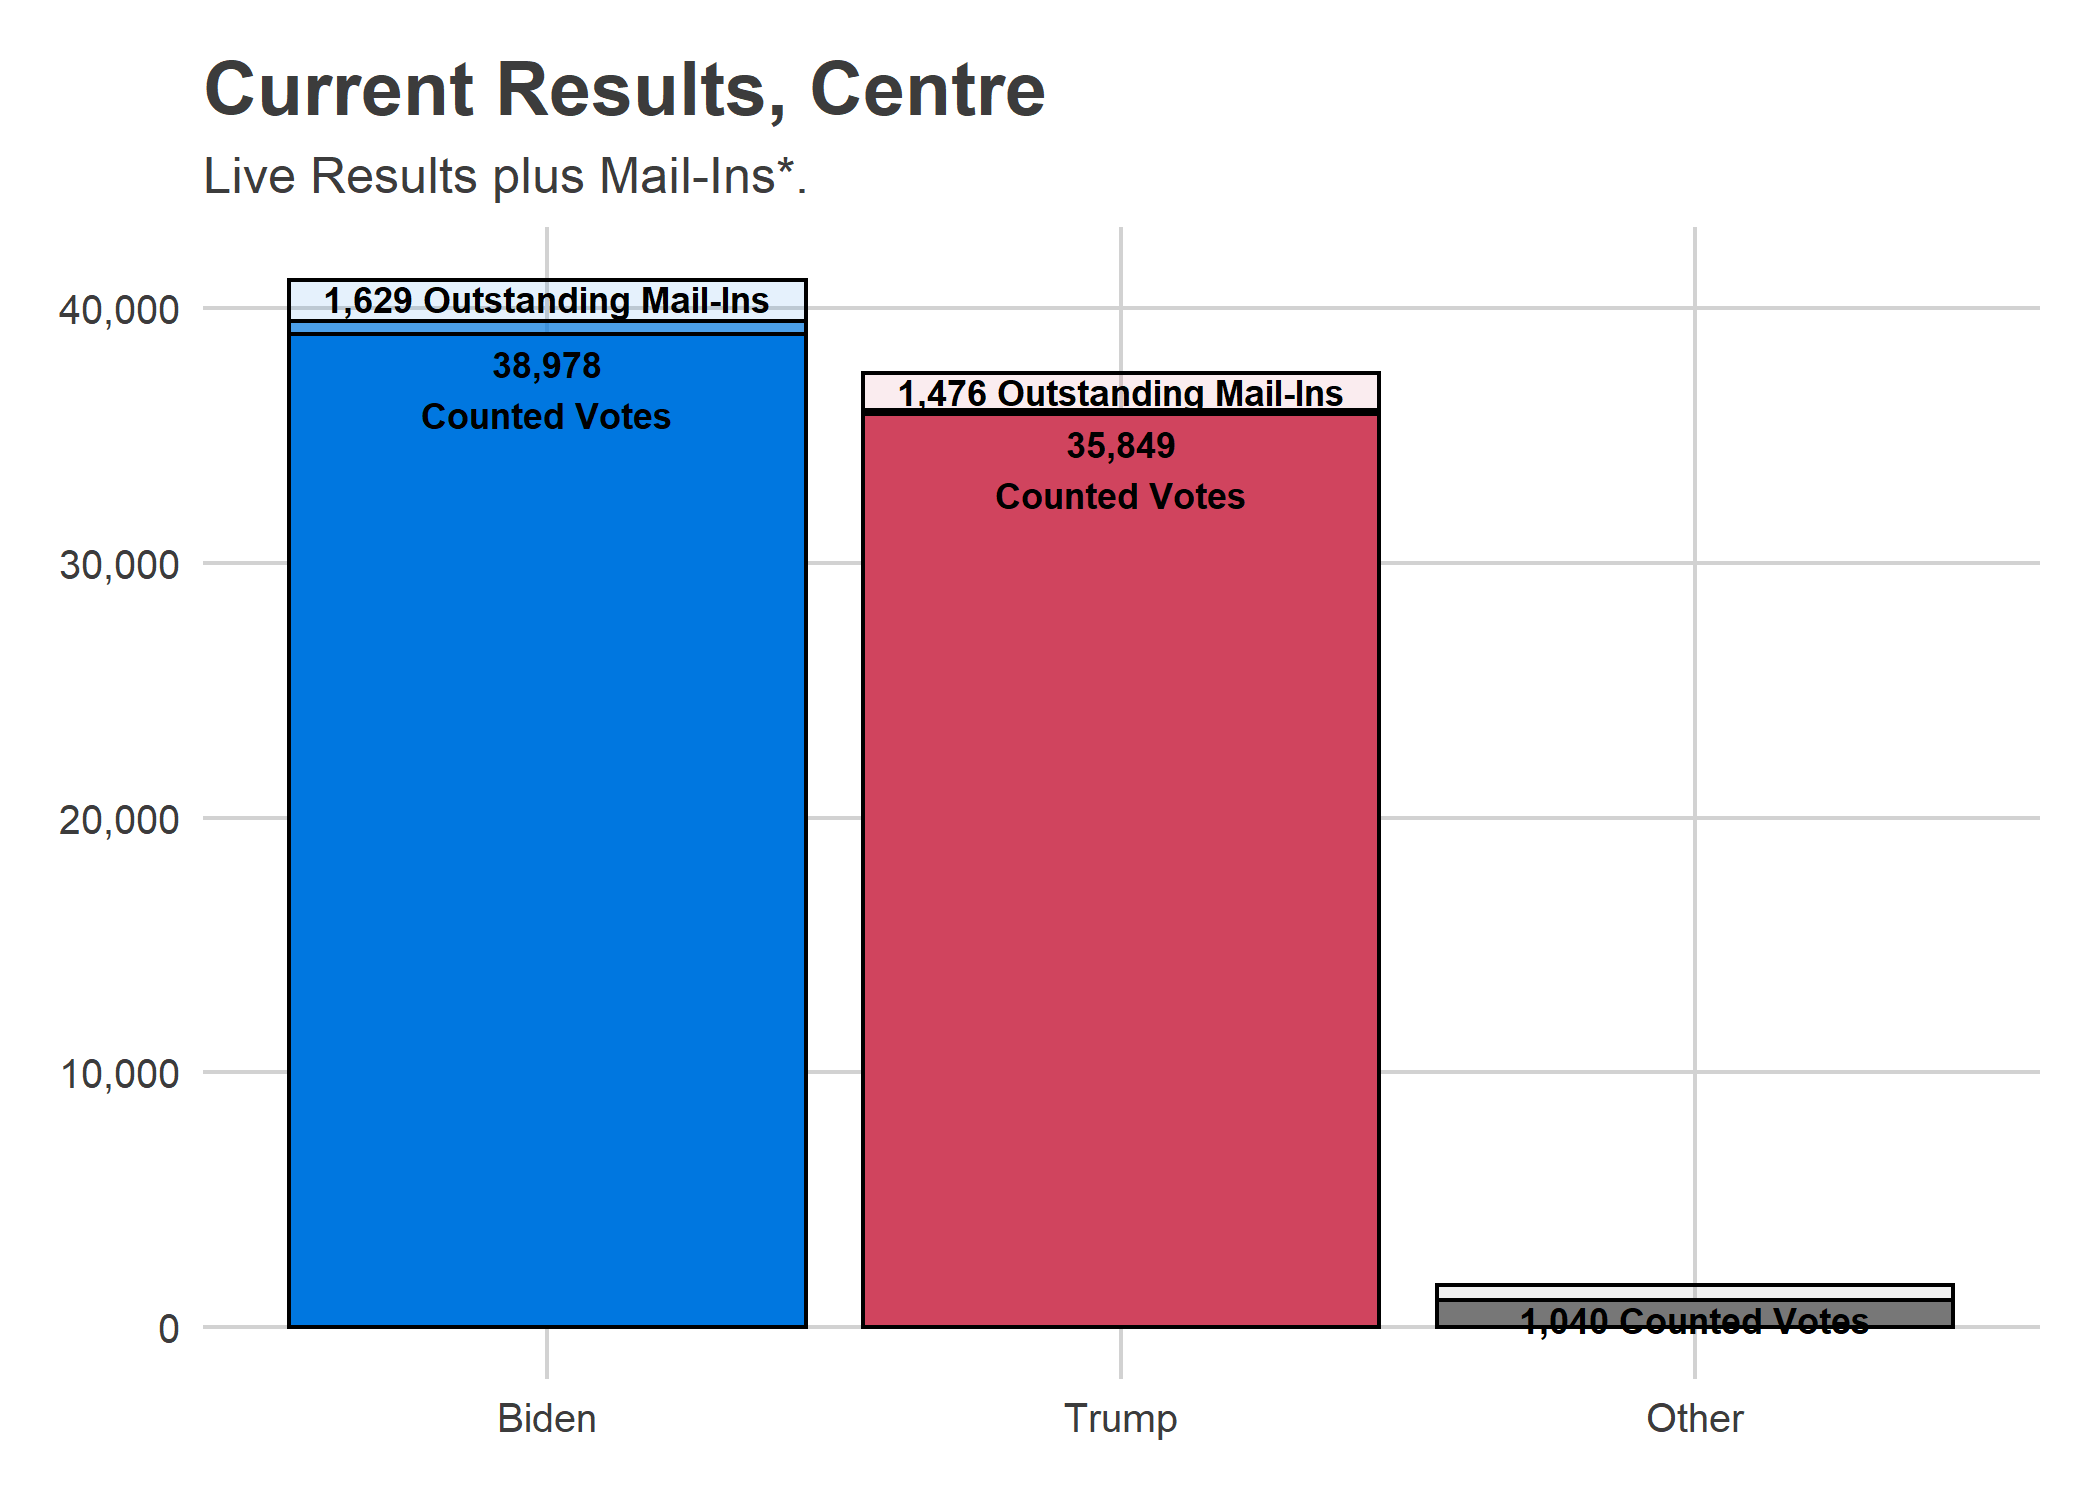 Current Results, Centre
Live Results plus Mail-Ins*.
40,000
30,000
20,000
10,000
0
1,629 Outstanding Mail-Ins
38,978
Counted Votes
1,476 Outstanding Mail-Ins
35,849
Counted Votes
1,040 Counted Votes
Biden
Trump
Other